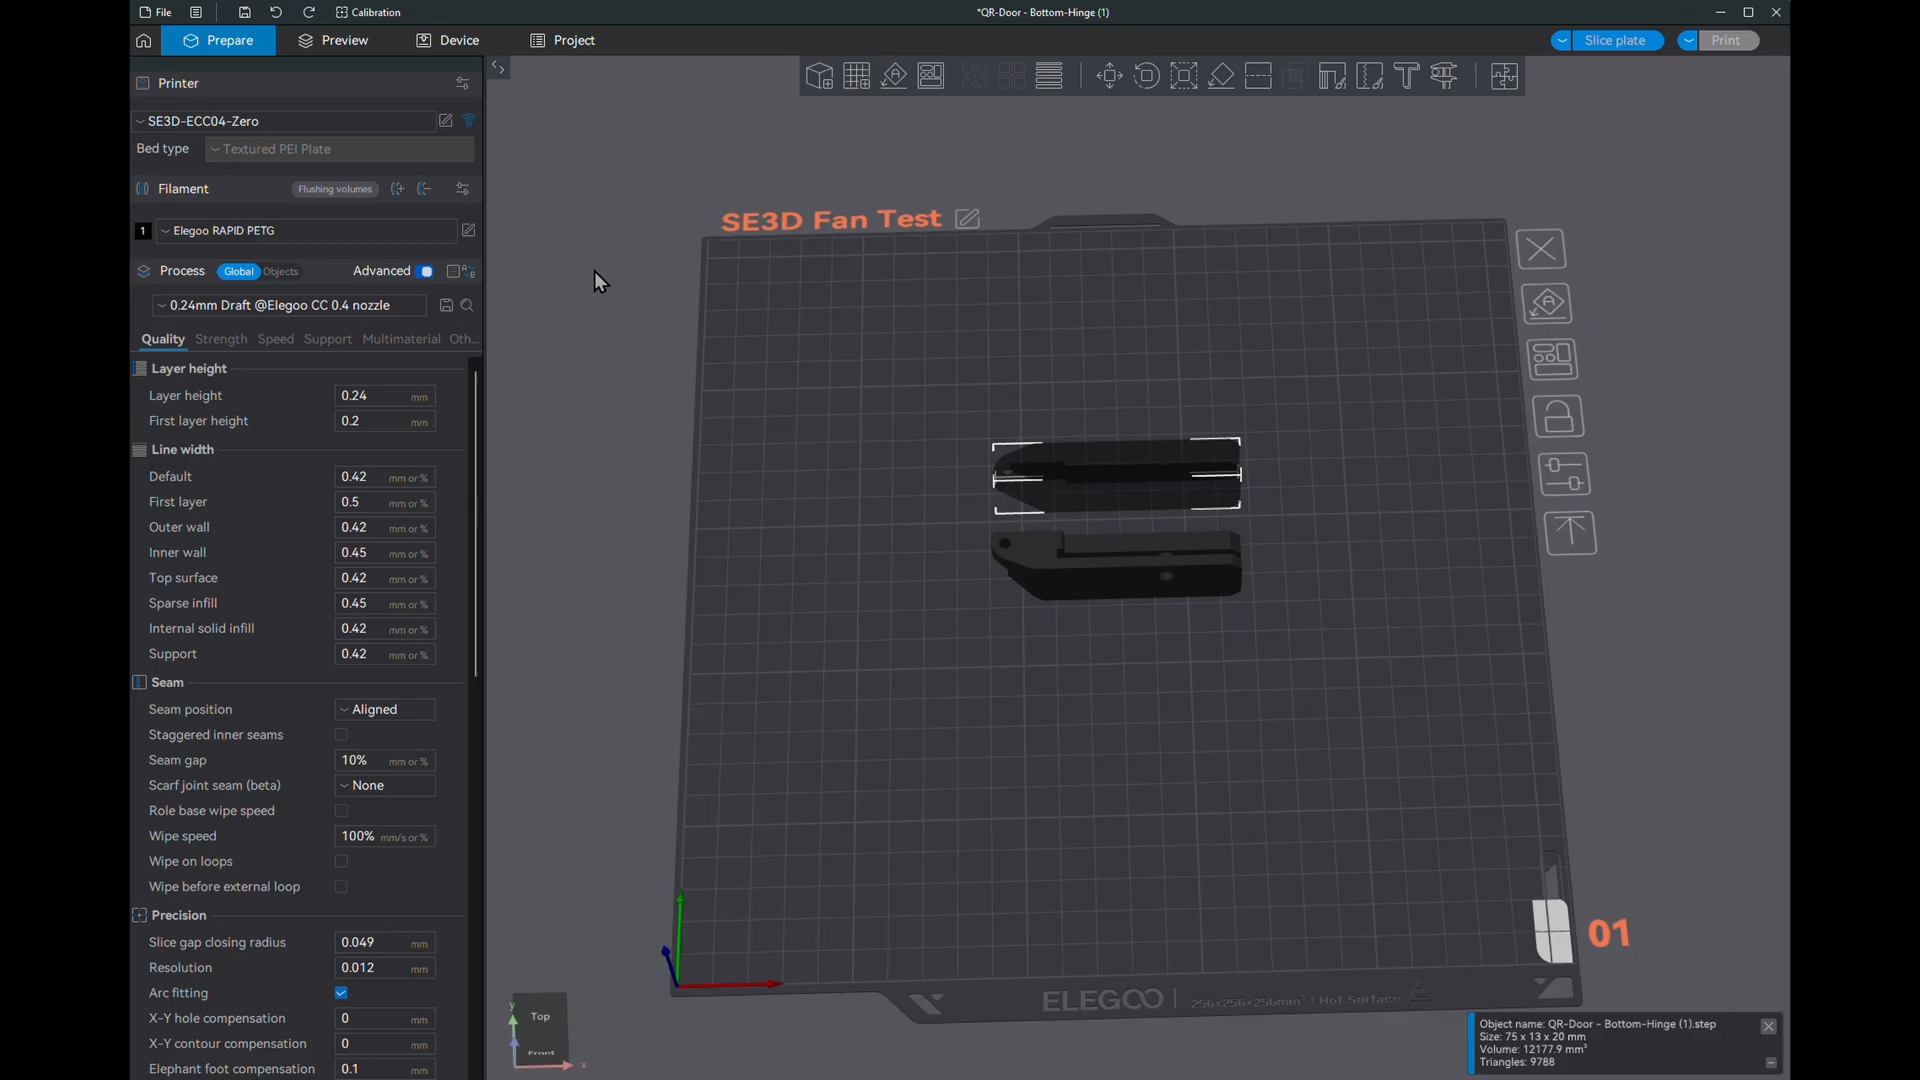 File
Calibration
*QR-Door - Bottom-Hinge (1)
Prepare
Preview
Device
Project
Slice plate
Print
Printer
SE3D-ECC04-Zero
Bed type
Textured PEI Plate
Filament
Flushing volumes
1
Elegoo RAPID PETG
Process
Global
Objects
Advanced
0.24mm Draft @Elegoo CC 0.4 nozzle
Quality
Strength
Speed
Support
Multimaterial
Oth...
Layer height
Layer height 0.24 mm
First layer height 0.2 mm
Line width
Default 0.42 mm or %
First layer 0.5 mm or %
Outer wall 0.42 mm or %
Inner wall 0.45 mm or %
Top surface 0.42 mm or %
Sparse infill 0.45 mm or %
Internal solid infill 0.42 mm or %
Support 0.42 mm or %
Seam
Seam position Aligned
Staggered inner seams
Seam gap 10% mm or %
Scarf joint seam (beta) None
Role base wipe speed
Wipe speed 100% mm/s or %
Wipe on loops
Wipe before external loop
Precision
Slice gap closing radius 0.049 mm
Resolution 0.012 mm
Arc fitting
X-Y hole compensation 0 mm
X-Y contour compensation 0 mm
Elephant foot compensation 0.1 mm
SE3D Fan Test
01
ELEGOO
256×256×256mm³ | Hot Surface
y
Top
Front
x
Object name: QR-Door - Bottom-Hinge (1).step
Size: 75 x 13 x 20 mm
Volume: 12177.9 mm³
Triangles: 9788